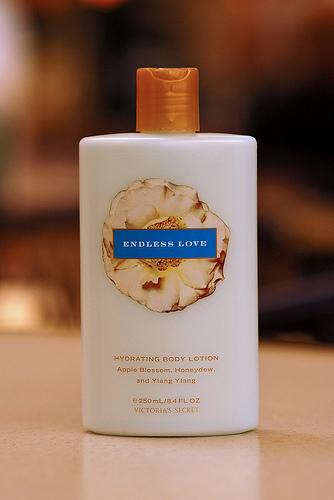 ENDLESS LOVE
HYDRATING BODY LOTION
Apple Blossom, Honeydew,
and Ylang Ylang
℮250mL/8.4 FL OZ
VICTORIA'S SECRET